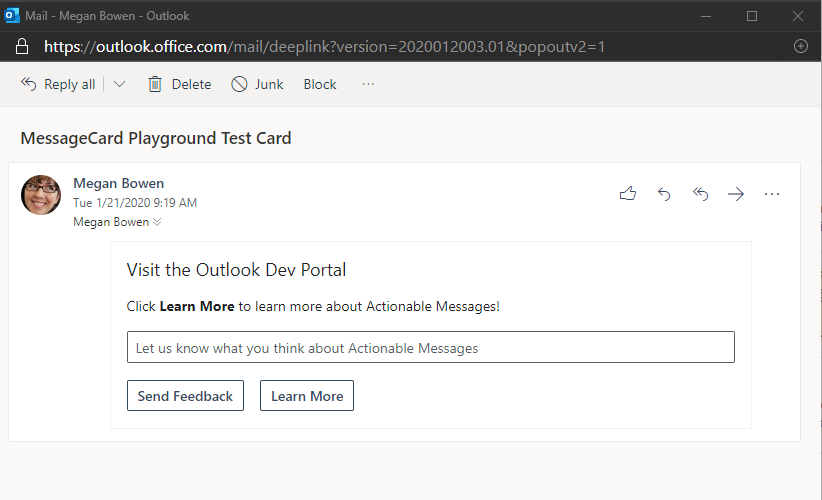 Mail - Megan Bowen - Outlook
https://outlook.office.com/mail/deeplink?version=2020012003.01&popoutv2=1
Reply all Delete Junk Block ...
MessageCard Playground Test Card
Megan Bowen
Tue 1/21/2020 9:19 AM
Megan Bowen
Visit the Outlook Dev Portal
Click Learn More to learn more about Actionable Messages!
Let us know what you think about Actionable Messages
Send Feedback Learn More